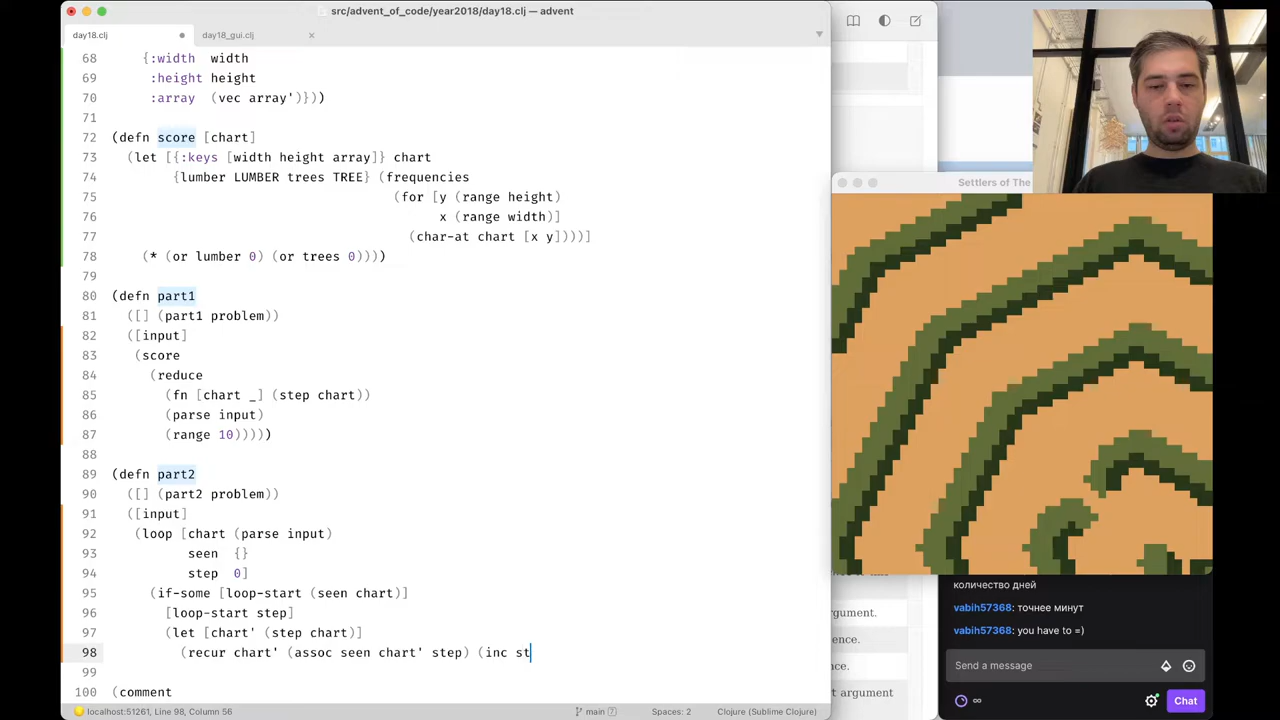 src/advent_of_code/year2018/day18.clj — advent
day18.clj
day18_gui.clj
68 {:width width
69 :height height
70 :array (vec array')}))
71
72 (defn score [chart]
73 (let [{:keys [width height array]} chart
74 {lumber LUMBER trees TREE} (frequencies
75 (for [y (range height)
76 x (range width)]
77 (char-at chart [x y])))]
78 (* (or lumber 0) (or trees 0))))
79
80 (defn part1
81 ([] (part1 problem))
82 ([input]
83 (score
84 (reduce
85 (fn [chart _] (step chart))
86 (parse input)
87 (range 10)))))
88
89 (defn part2
90 ([] (part2 problem))
91 ([input]
92 (loop [chart (parse input)
93 seen {}
94 step 0]
95 (if-some [loop-start (seen chart)]
96 [loop-start step]
97 (let [chart' (step chart)]
98 (recur chart' (assoc seen chart' step) (inc st
99
100 (comment
localhost:51261, Line 98, Column 56
main
7
Spaces: 2
Clojure (Sublime Clojure)
Settlers of The
gument.
ence.
e.
t argument
количество дней
vabih57368: точнее минут
vabih57368: you have to =)
Send a message
∞
Chat